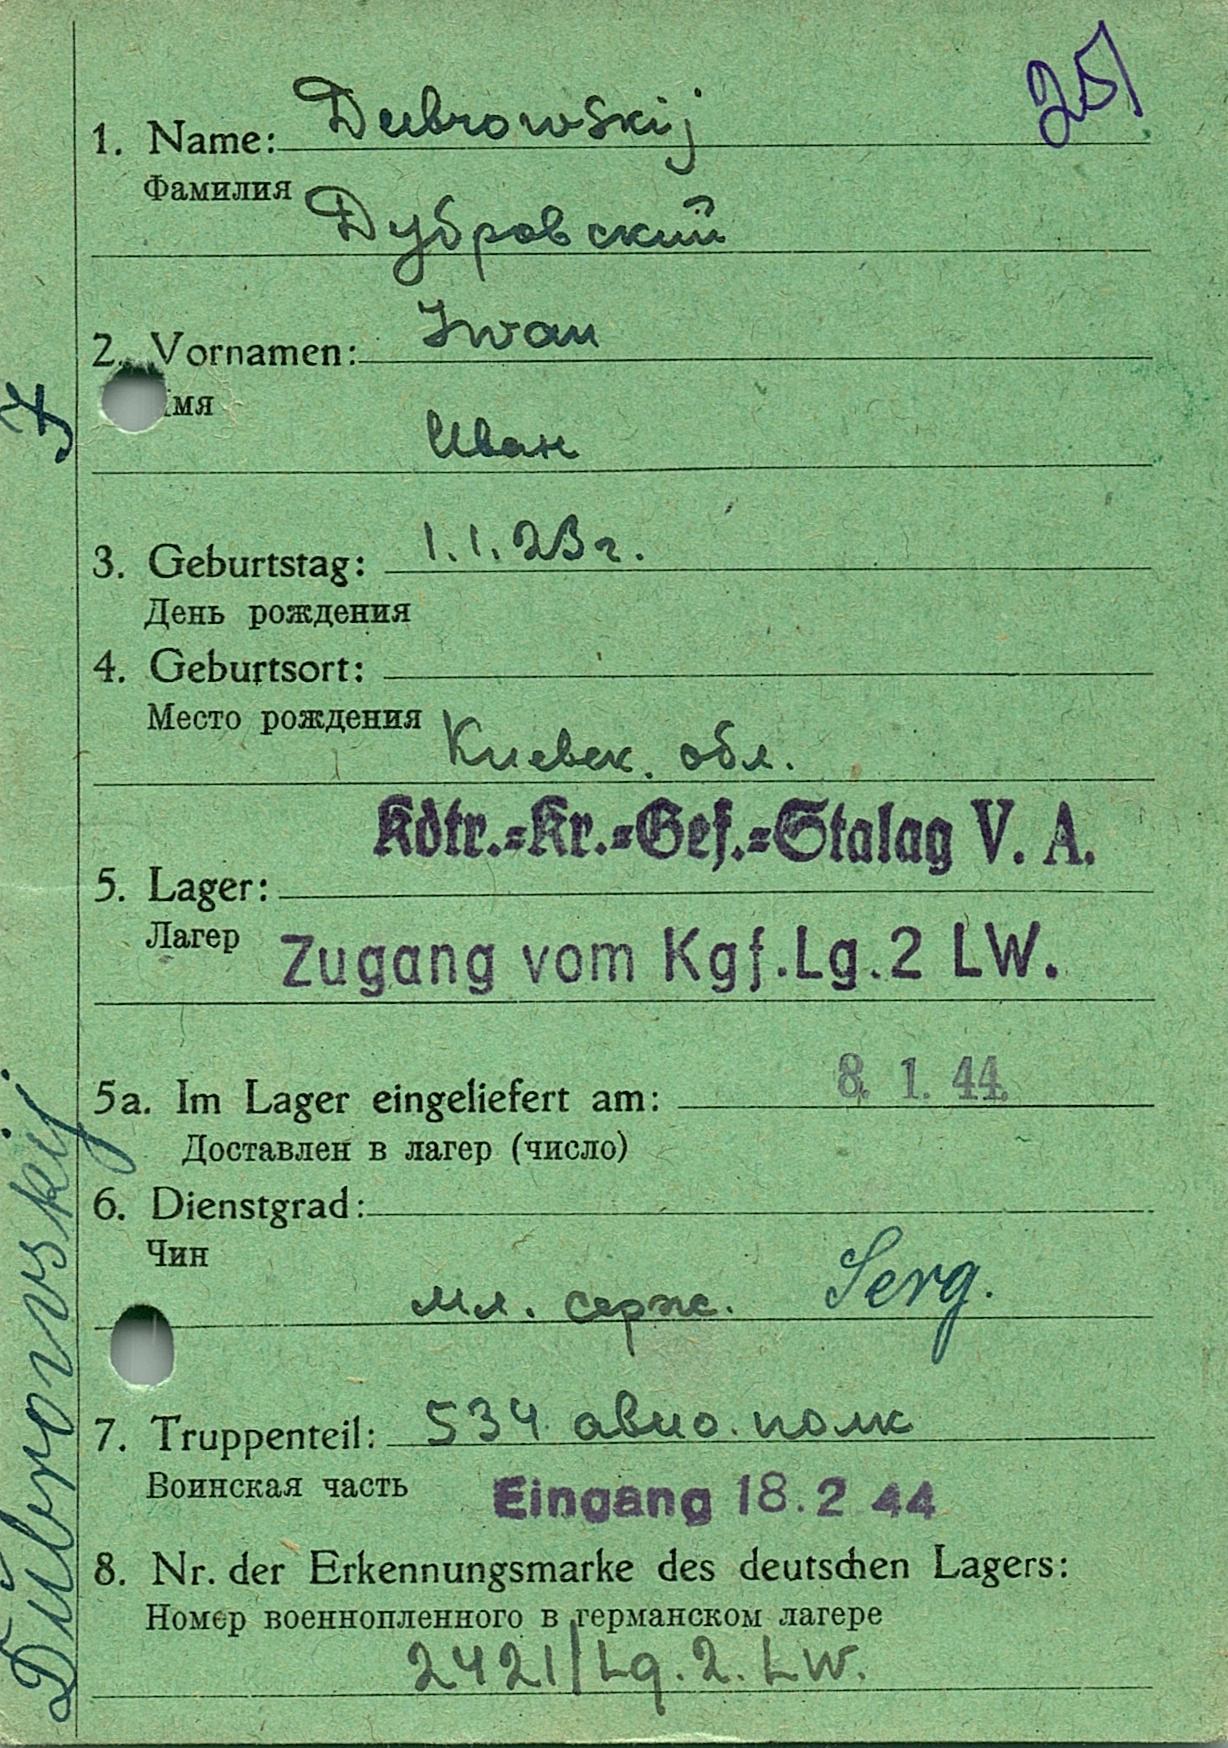 251
1. Name: Dubrowskij
Фамилия
Дубровский
2. Vornamen: Iwan
Имя
Иван
3. Geburtstag: 1.1.23 г.
День рождения
4. Geburtsort:
Место рождения
Киевск. обл.
Kdtr.=Kr.=Gef.=Stalag V. A.
5. Lager:
Лагер
Zugang vom Kgf.Lg.2 LW.
5a. Im Lager eingeliefert am: 8. 1. 44.
Доставлен в лагер (число)
6. Dienstgrad:
Чин
мл. серж. Serg.
7. Truppenteil: 534 авио. полк
Воинская часть
Eingang 18.2 44
8. Nr. der Erkennungsmarke des deutschen Lagers:
Номер военнопленного в германском лагере
2421/Lg.2. LW.
Dŭbrovskij J